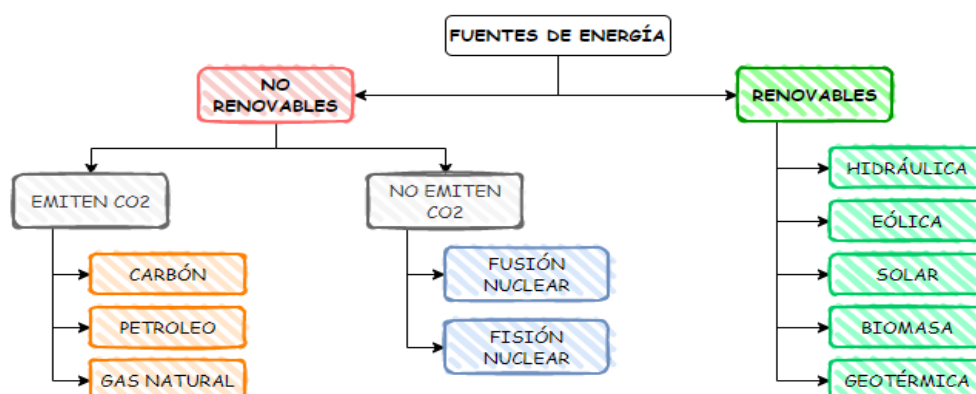 FUENTES DE ENERGÍA
NO
RENOVABLES
RENOVABLES
EMITEN CO2
NO EMITEN
CO2
CARBÓN
PETROLEO
GAS NATURAL
FUSIÓN
NUCLEAR
FISIÓN
NUCLEAR
HIDRÁULICA
EÓLICA
SOLAR
BIOMASA
GEOTÉRMICA